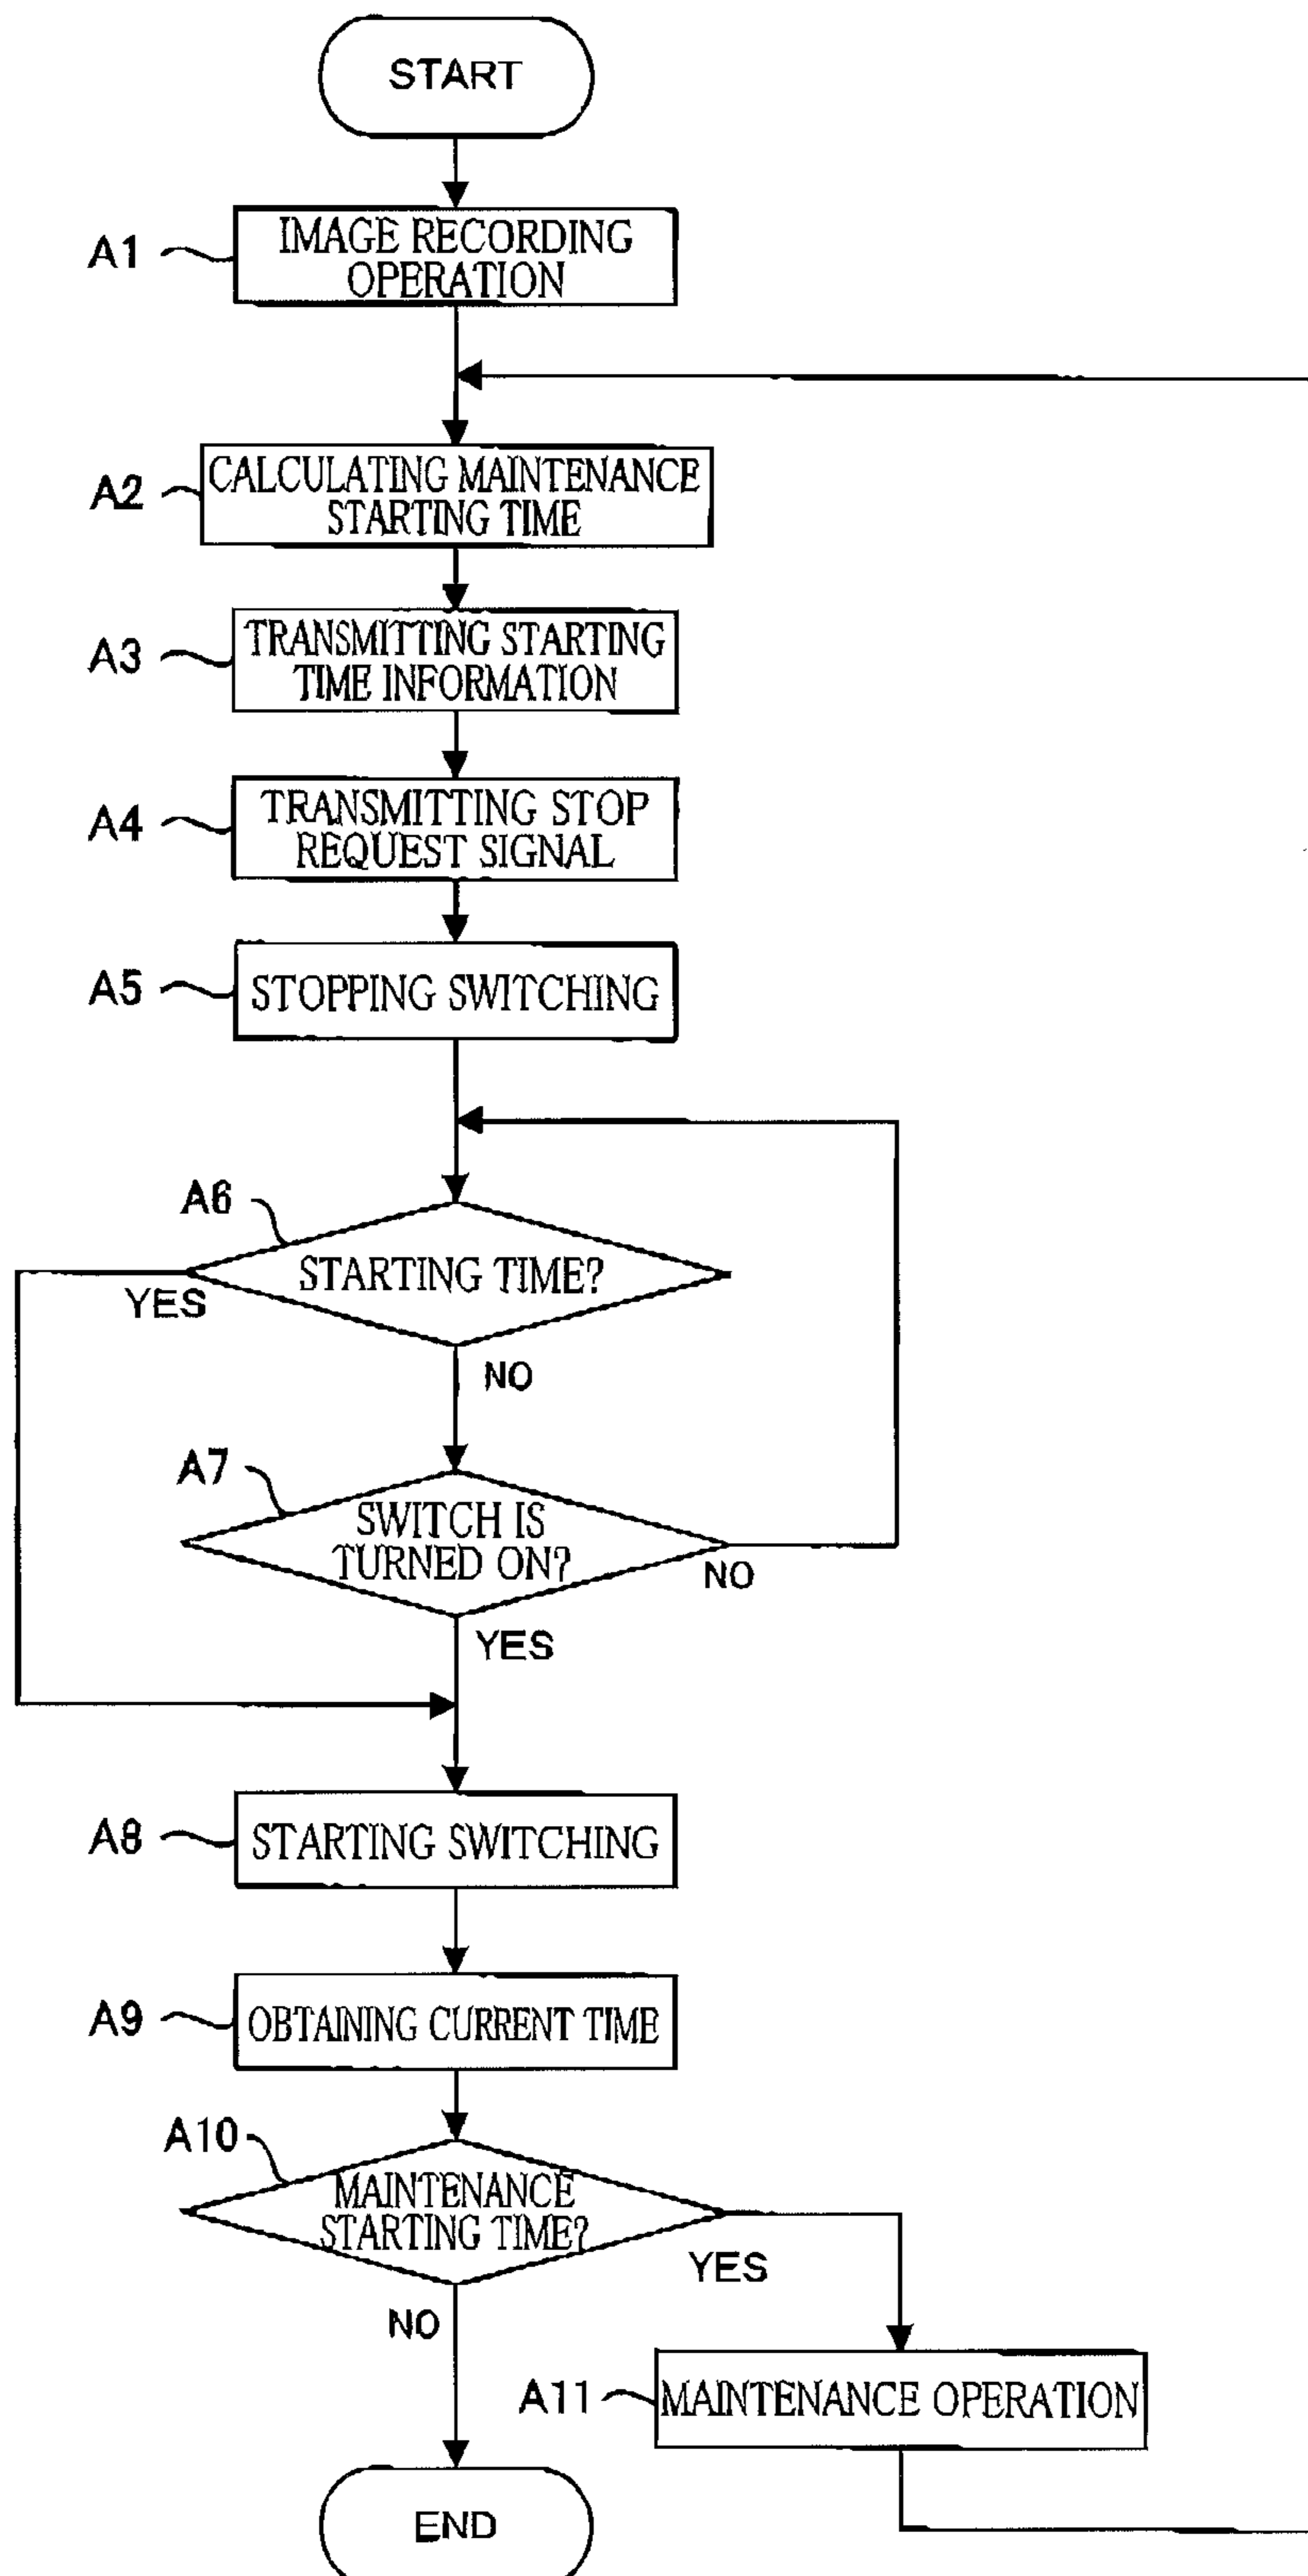 START
A1
IMAGE RECORDING
OPERATION
A2
CALCULATING MAINTENANCE
STARTING TIME
A3
TRANSMITTING STARTING
TIME INFORMATION
A4
TRANSMITTING STOP
REQUEST SIGNAL
A5
STOPPING SWITCHING
A6
STARTING TIME?
YES
NO
A7
SWITCH IS
TURNED ON?
NO
YES
A8
STARTING SWITCHING
A9
OBTAINING CURRENT TIME
A10
MAINTENANCE
STARTING TIME?
YES
NO
A11
MAINTENANCE OPERATION
END